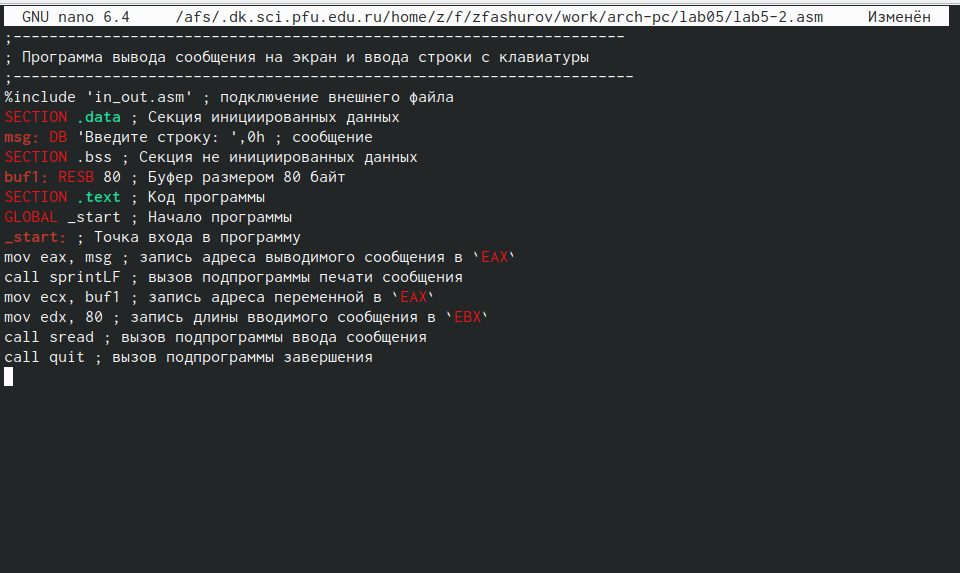 GNU nano 6.4 /afs/.dk.sci.pfu.edu.ru/home/z/f/zfashurov/work/arch-pc/lab05/lab5-2.asm Изменён
;--------------------------------------------------------------------
; Программа вывода сообщения на экран и ввода строки с клавиатуры
;---------------------------------------------------------------------
%include 'in_out.asm' ; подключение внешнего файла
SECTION .data ; Секция инициированных данных
msg: DB 'Введите строку: ',0h ; сообщение
SECTION .bss ; Секция не инициированных данных
buf1: RESB 80 ; Буфер размером 80 байт
SECTION .text ; Код программы
GLOBAL _start ; Начало программы
_start: ; Точка входа в программу
mov eax, msg ; запись адреса выводимого сообщения в `EAX`
call sprintLF ; вызов подпрограммы печати сообщения
mov ecx, buf1 ; запись адреса переменной в `EAX`
mov edx, 80 ; запись длины вводимого сообщения в `EBX`
call sread ; вызов подпрограммы ввода сообщения
call quit ; вызов подпрограммы завершения